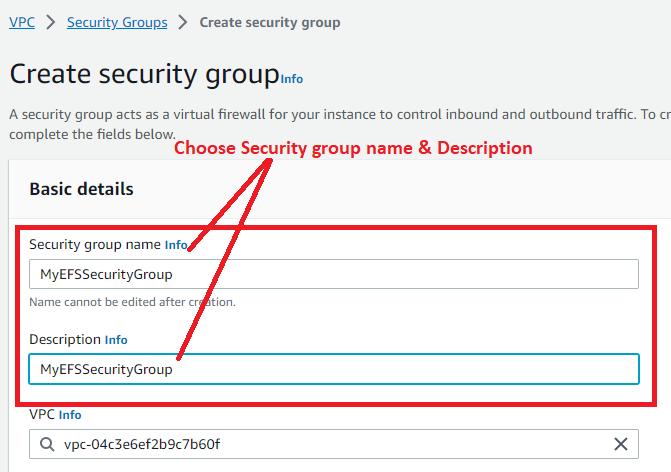 VPC > Security Groups > Create security group
Create security group Info
A security group acts as a virtual firewall for your instance to control inbound and outbound traffic. To cr
complete the fields below.
Choose Security group name & Description
Basic details
Security group name Info
MyEFSSecurityGroup
Name cannot be edited after creation.
Description Info
MyEFSSecurityGroup
VPC Info
vpc-04c3e6ef2b9c7b60f